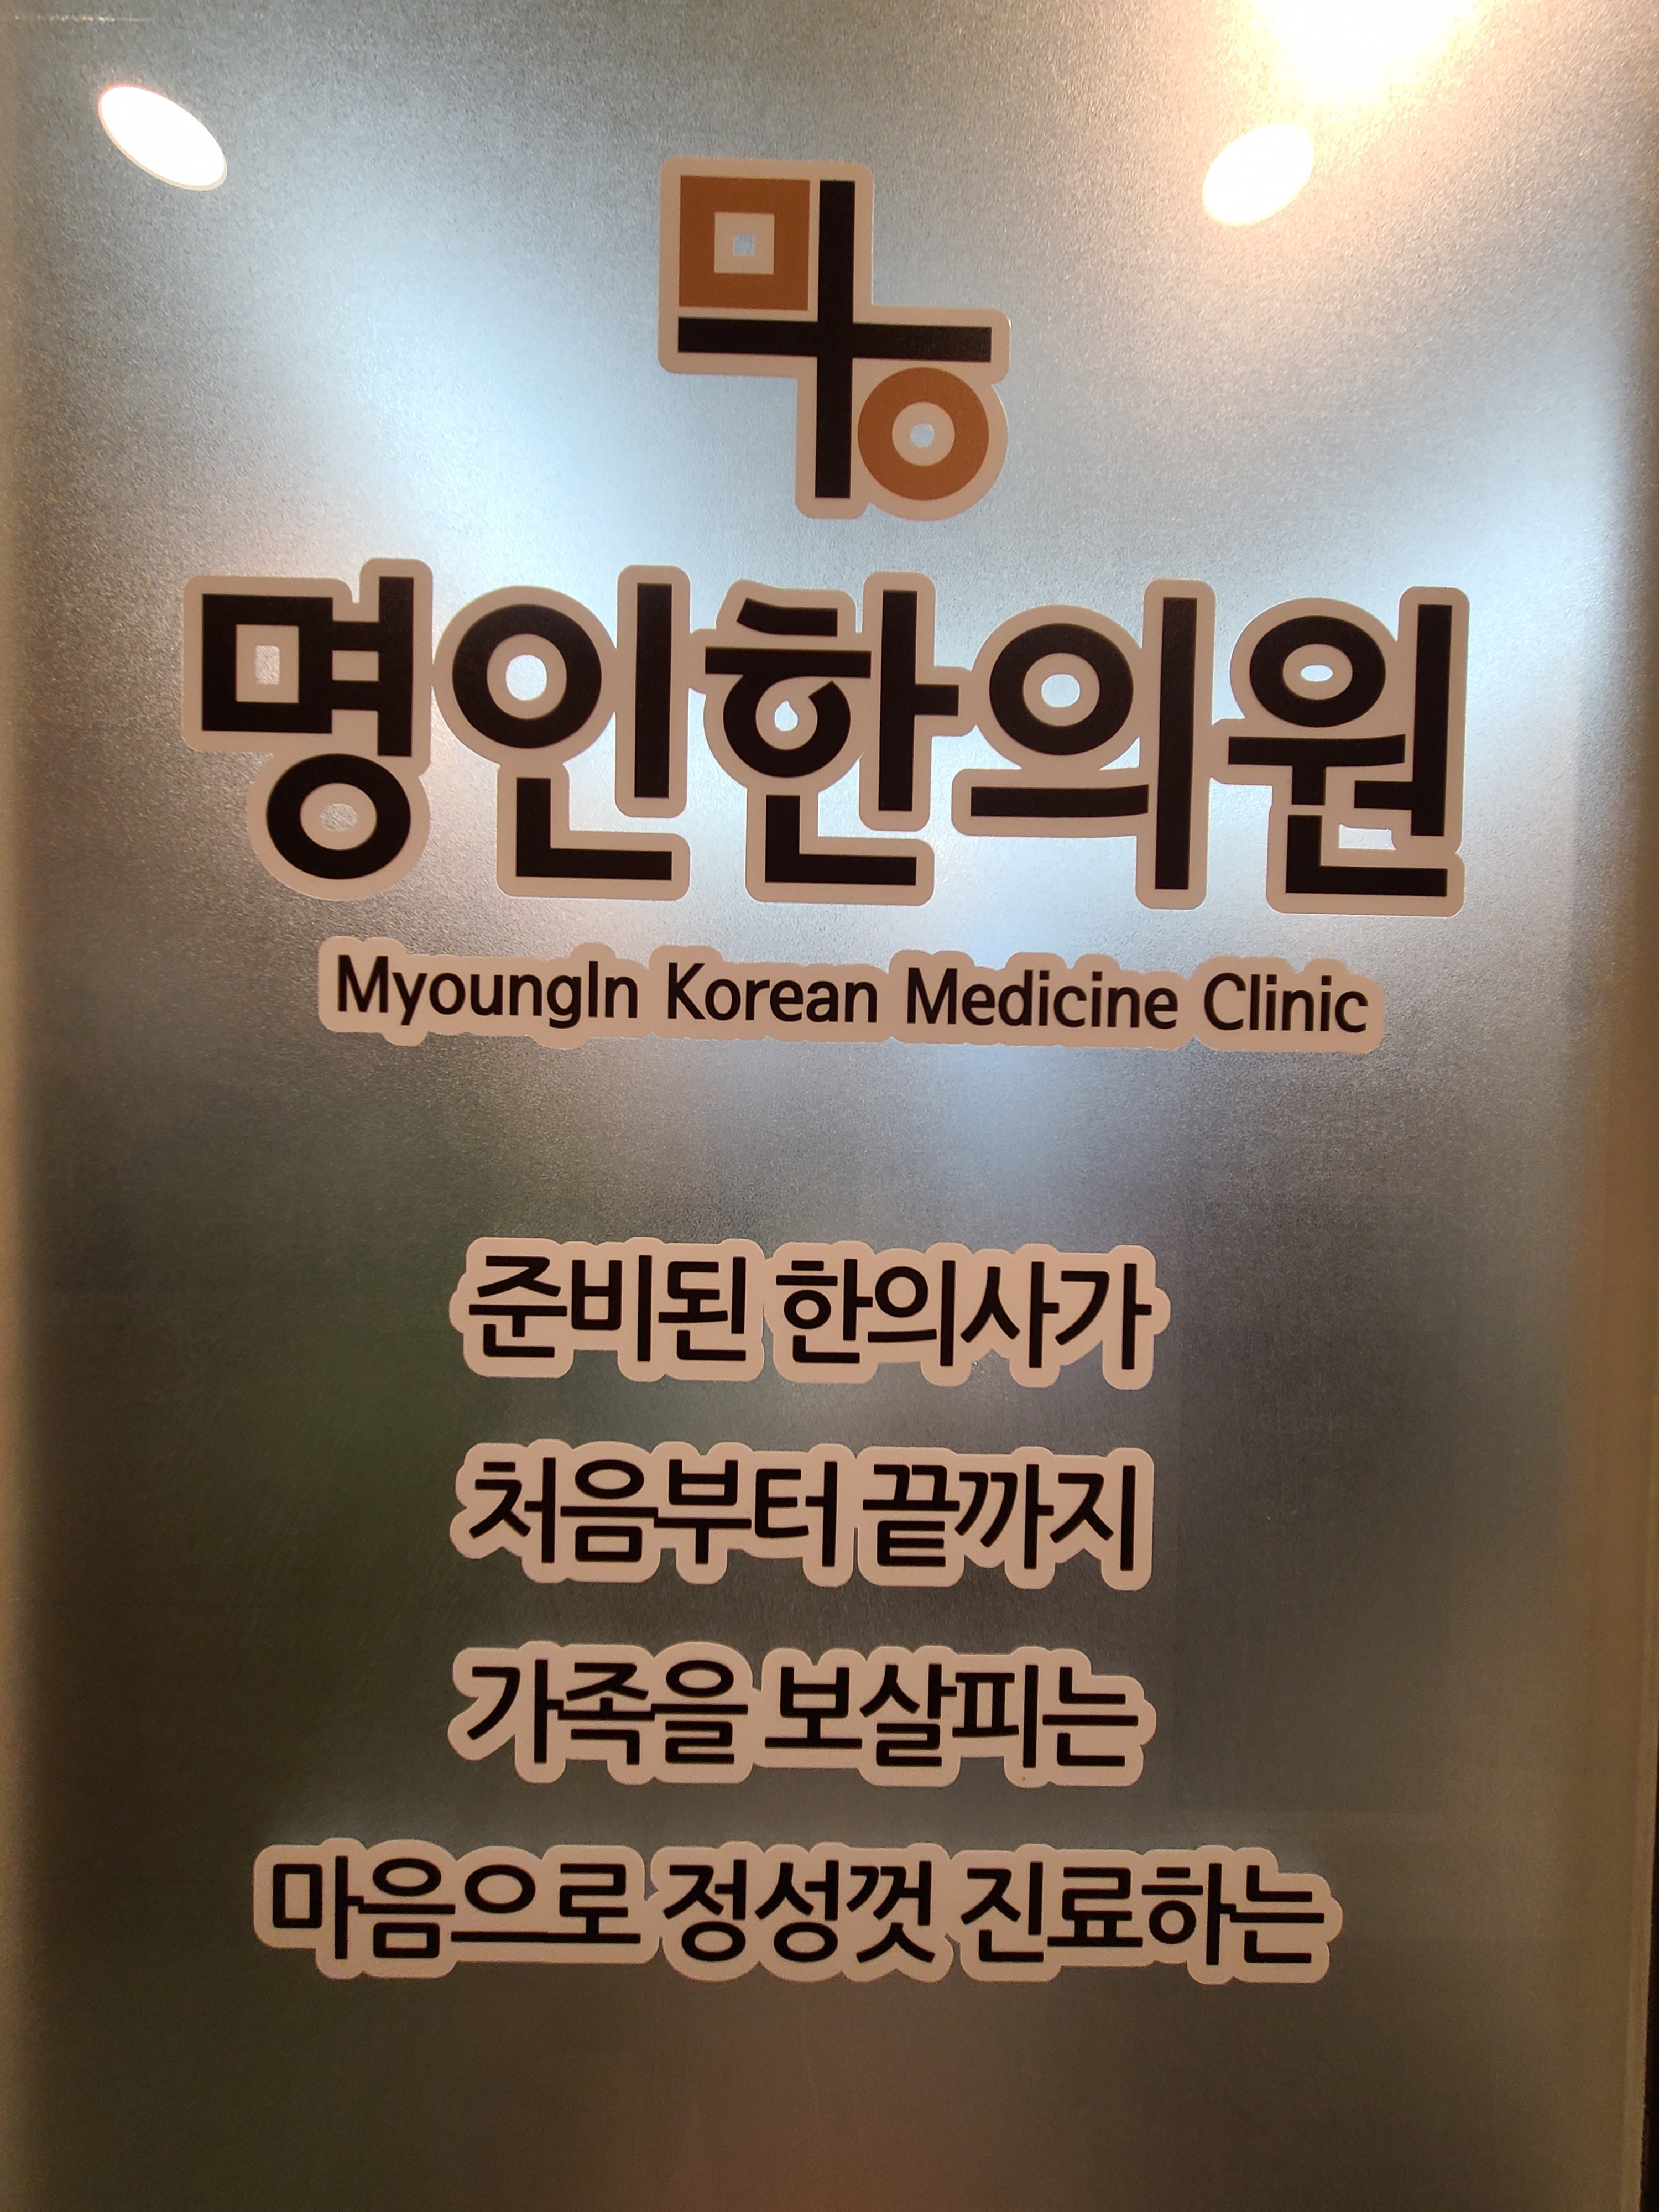 명인한의원
MyoungIn Korean Medicine Clinic
준비된 한의사가
처음부터 끝까지
가족을 보살피는
마음으로 정성껏 진료하는